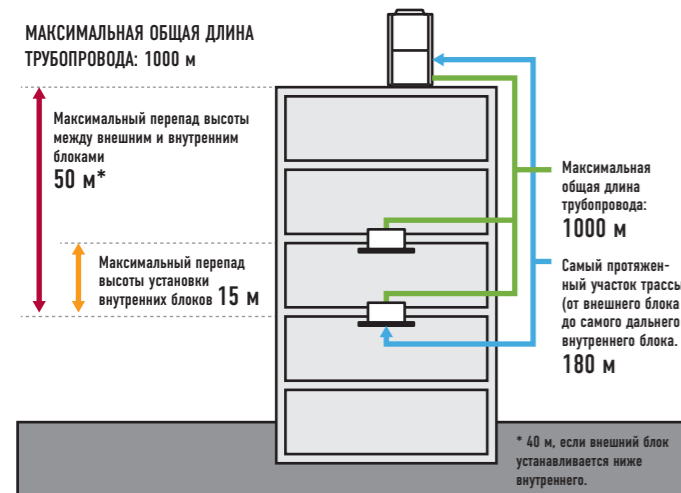 МАКСИМАЛЬНАЯ ОБЩАЯ ДЛИНА
ТРУБОПРОВОДА: 1000 м
Максимальный перепад высоты
между внешним и внутренним
блоками
50 м*
Максимальный перепад
высоты установки
внутренних блоков 15 м
Максимальная
общая длина
трубопровода:
1000 м
Самый протяжен-
ный участок трассы
(от внешнего блока
до самого дальнего
внутреннего блока.
180 м
* 40 м, если внешний блок
устанавливается ниже
внутреннего.